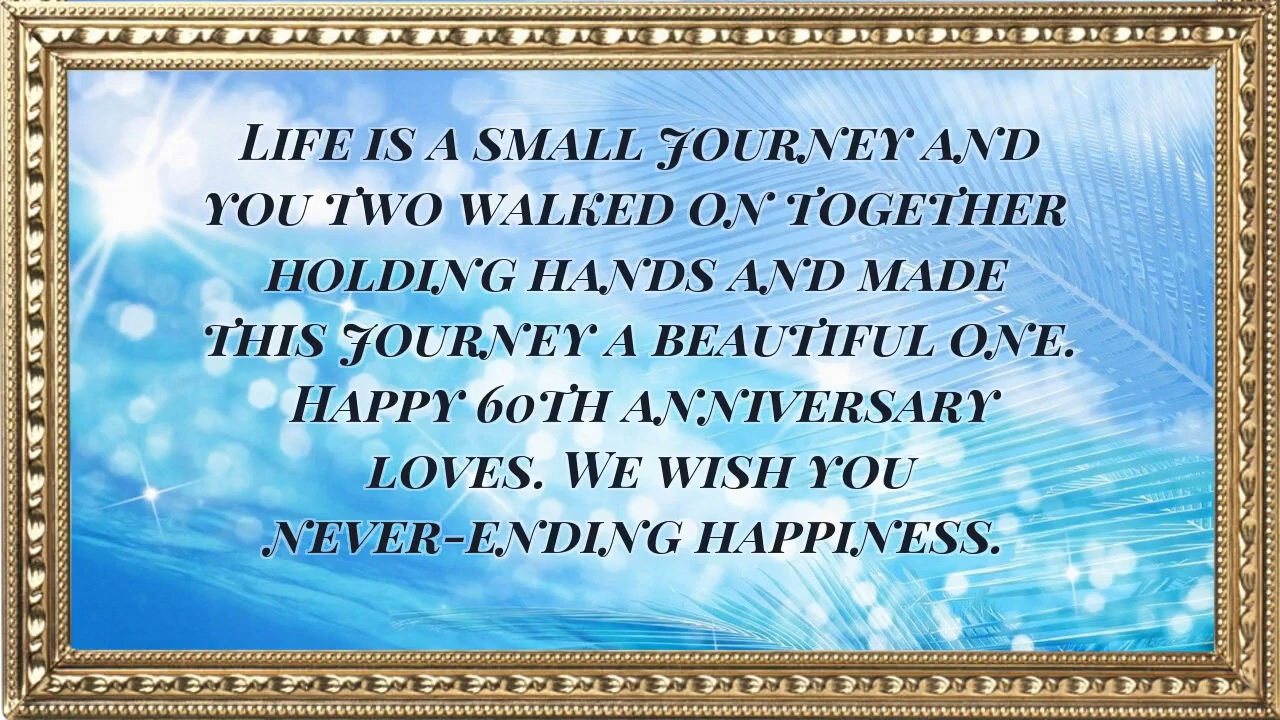 Life is a small journey and
you two walked on together
holding hands and made
this journey a beautiful one.
Happy 60th anniversary
loves. We wish you
never-ending happiness.